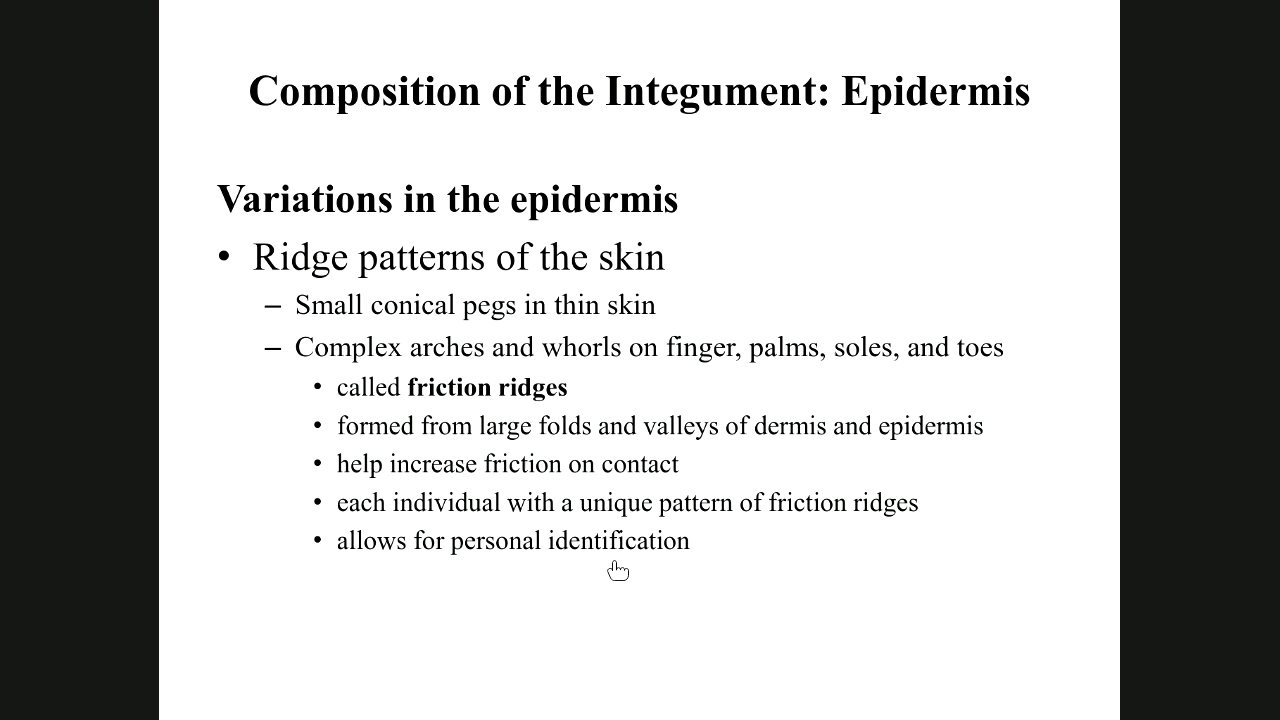 Composition of the Integument: Epidermis
Variations in the epidermis
• Ridge patterns of the skin
– Small conical pegs in thin skin
– Complex arches and whorls on finger, palms, soles, and toes
• called friction ridges
• formed from large folds and valleys of dermis and epidermis
• help increase friction on contact
• each individual with a unique pattern of friction ridges
• allows for personal identification